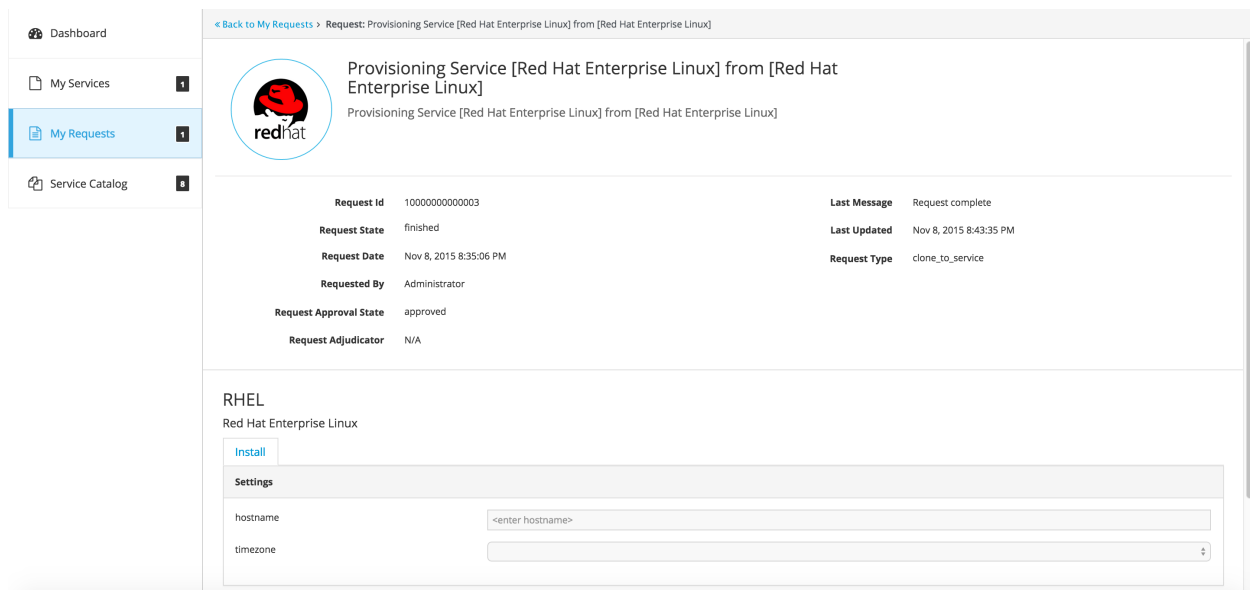 Dashboard
My Services 1
My Requests 1
Service Catalog 8
« Back to My Requests › Request: Provisioning Service [Red Hat Enterprise Linux] from [Red Hat Enterprise Linux]
redhat
Provisioning Service [Red Hat Enterprise Linux] from [Red Hat
Enterprise Linux]
Provisioning Service [Red Hat Enterprise Linux] from [Red Hat Enterprise Linux]
Request Id 10000000000003
Request State finished
Request Date Nov 8, 2015 8:35:06 PM
Requested By Administrator
Request Approval State approved
Request Adjudicator N/A
Last Message Request complete
Last Updated Nov 8, 2015 8:43:35 PM
Request Type clone_to_service
RHEL
Red Hat Enterprise Linux
Install
Settings
hostname <enter hostname>
timezone